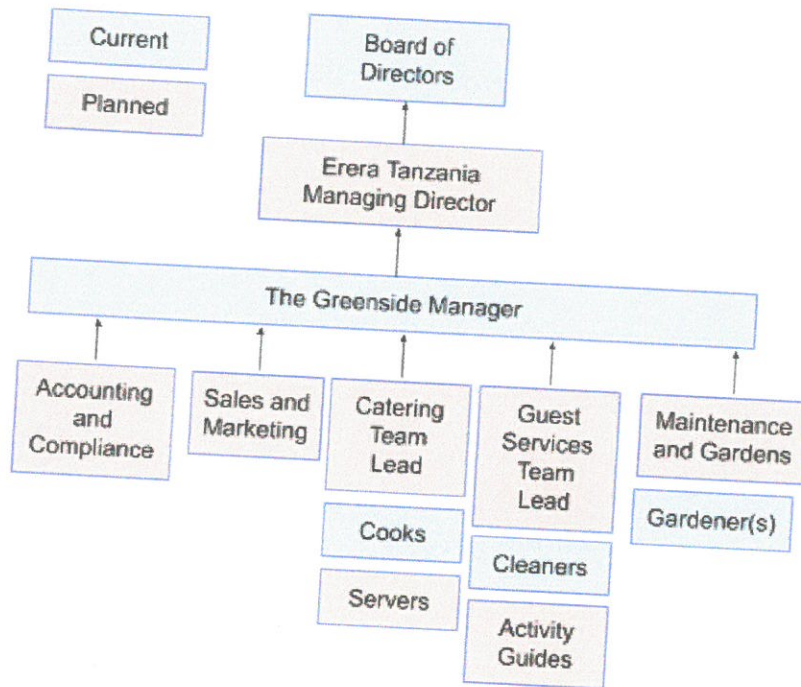 Current
Planned
Board of
Directors
Erera Tanzania
Managing Director
The Greenside Manager
Accounting
and
Compliance
Sales and
Marketing
Catering
Team
Lead
Cooks
Servers
Guest
Services
Team
Lead
Cleaners
Activity
Guides
Maintenance
and Gardens
Gardener(s)